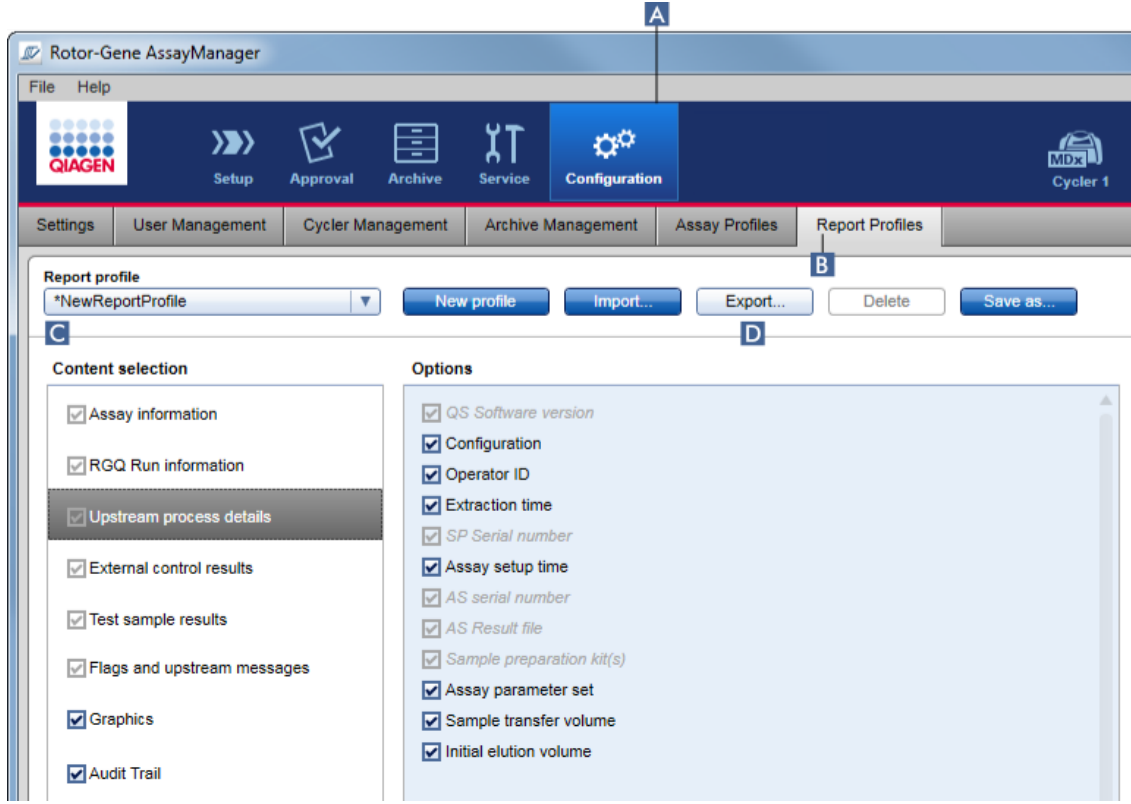 A
Rotor-Gene AssayManager
File Help
QIAGEN
Setup Approval Archive Service Configuration MDx Cycler 1
Settings User Management Cycler Management Archive Management Assay Profiles Report Profiles
B
Report profile
*NewReportProfile New profile Import... Export... Delete Save as...
C D
Content selection Options
Assay information QS Software version
Configuration
RGQ Run information Operator ID
Extraction time
Upstream process details SP Serial number
External control results Assay setup time
AS serial number
Test sample results AS Result file
Flags and upstream messages Sample preparation kit(s)
Assay parameter set
Graphics Sample transfer volume
Initial elution volume
Audit Trail